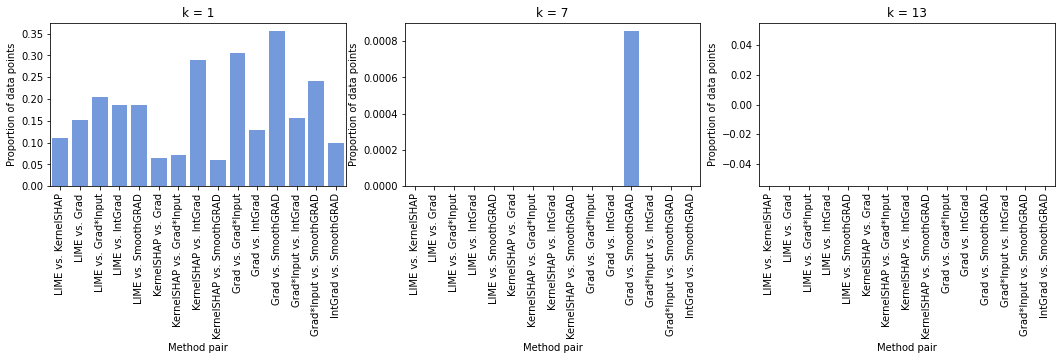 k = 1
Proportion of data points
0.35
0.30
0.25
0.20
0.15
0.10
0.05
0.00
LIME vs. KernelSHAP
LIME vs. Grad
LIME vs. Grad*Input
LIME vs. IntGrad
LIME vs. SmoothGRAD
KernelSHAP vs. Grad
KernelSHAP vs. Grad*Input
KernelSHAP vs. IntGrad
KernelSHAP vs. SmoothGRAD
Grad vs. Grad*Input
Grad vs. IntGrad
Grad vs. SmoothGRAD
Grad*Input vs. IntGrad
Grad*Input vs. SmoothGRAD
IntGrad vs. SmoothGRAD
Method pair
k = 7
Proportion of data points
0.0008
0.0006
0.0004
0.0002
0.0000
LIME vs. KernelSHAP
LIME vs. Grad
LIME vs. Grad*Input
LIME vs. IntGrad
LIME vs. SmoothGRAD
KernelSHAP vs. Grad
KernelSHAP vs. Grad*Input
KernelSHAP vs. IntGrad
KernelSHAP vs. SmoothGRAD
Grad vs. Grad*Input
Grad vs. IntGrad
Grad vs. SmoothGRAD
Grad*Input vs. IntGrad
Grad*Input vs. SmoothGRAD
IntGrad vs. SmoothGRAD
Method pair
k = 13
Proportion of data points
0.04
0.02
0.00
−0.02
−0.04
LIME vs. KernelSHAP
LIME vs. Grad
LIME vs. Grad*Input
LIME vs. IntGrad
LIME vs. SmoothGRAD
KernelSHAP vs. Grad
KernelSHAP vs. Grad*Input
KernelSHAP vs. IntGrad
KernelSHAP vs. SmoothGRAD
Grad vs. Grad*Input
Grad vs. IntGrad
Grad vs. SmoothGRAD
Grad*Input vs. IntGrad
Grad*Input vs. SmoothGRAD
IntGrad vs. SmoothGRAD
Method pair